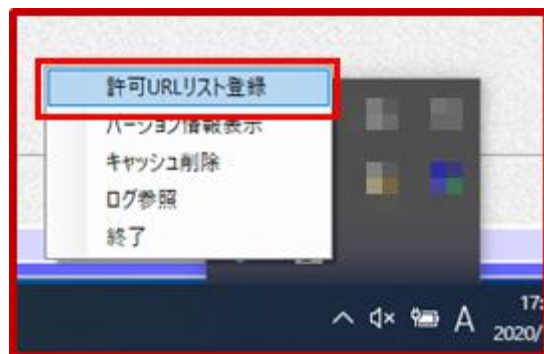 許可URLリスト登録
バージョン情報表示
キャッシュ削除
ログ参照
終了
A
17:
2020/